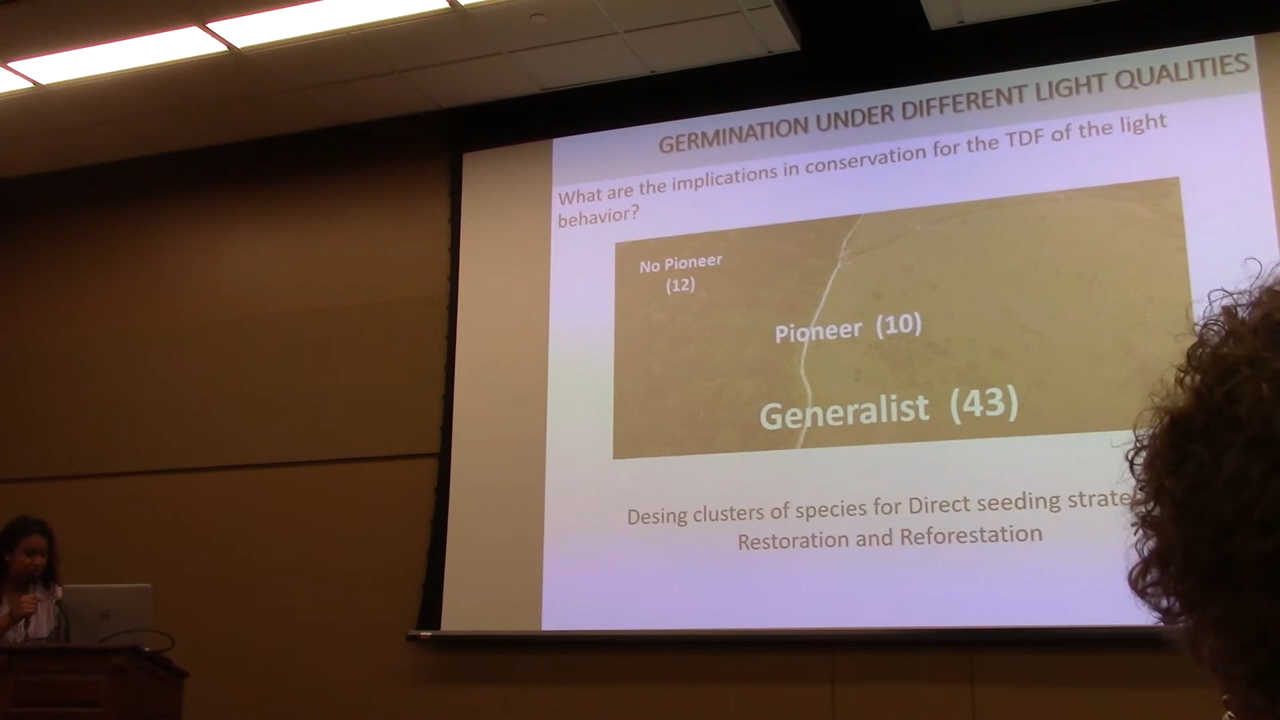 GERMINATION UNDER DIFFERENT LIGHT QUALITIES
What are the implications in conservation for the TDF of the light
behavior?
No Pioneer
(12)
Pioneer (10)
Generalist (43)
Desing clusters of species for Direct seeding
Restoration and Reforestation